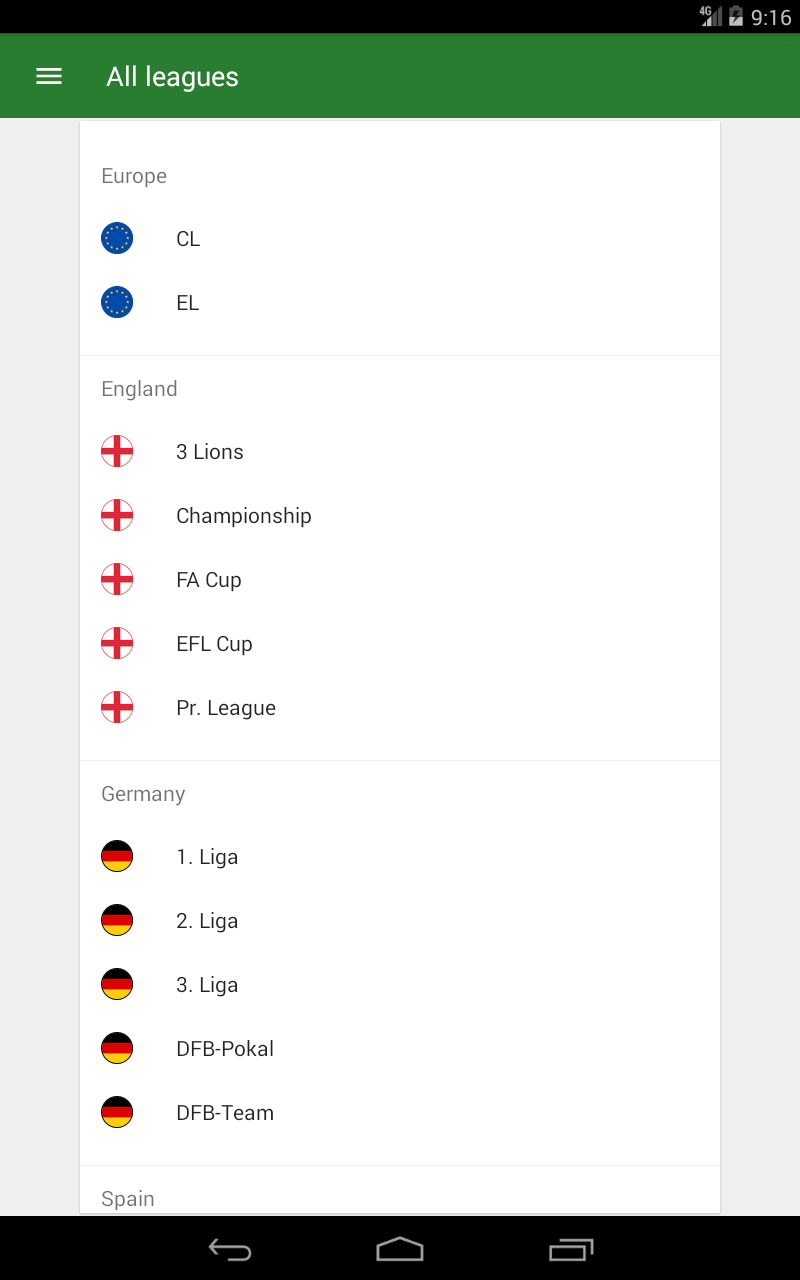 4G 9:16
All leagues
Europe
CL
EL
England
3 Lions
Championship
FA Cup
EFL Cup
Pr. League
Germany
1. Liga
2. Liga
3. Liga
DFB-Pokal
DFB-Team
Spain